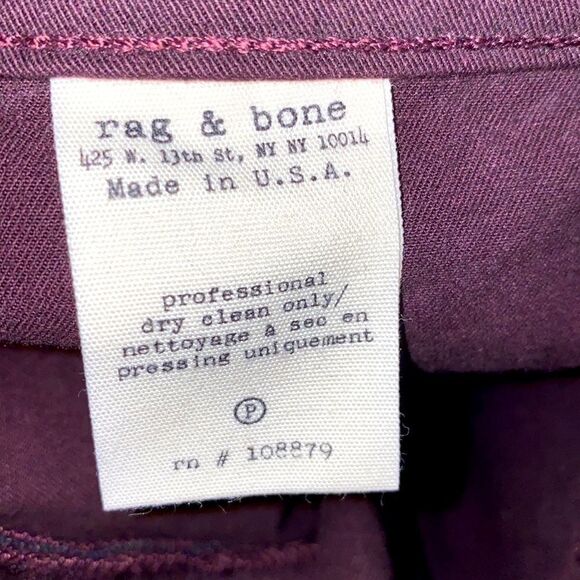 rag & bone
425 W. 13th St, NY NY 10014
Made in U.S.A.
professional
dry clean only/
nettoyage à sec en
pressing uniquement
P
rn # 108879